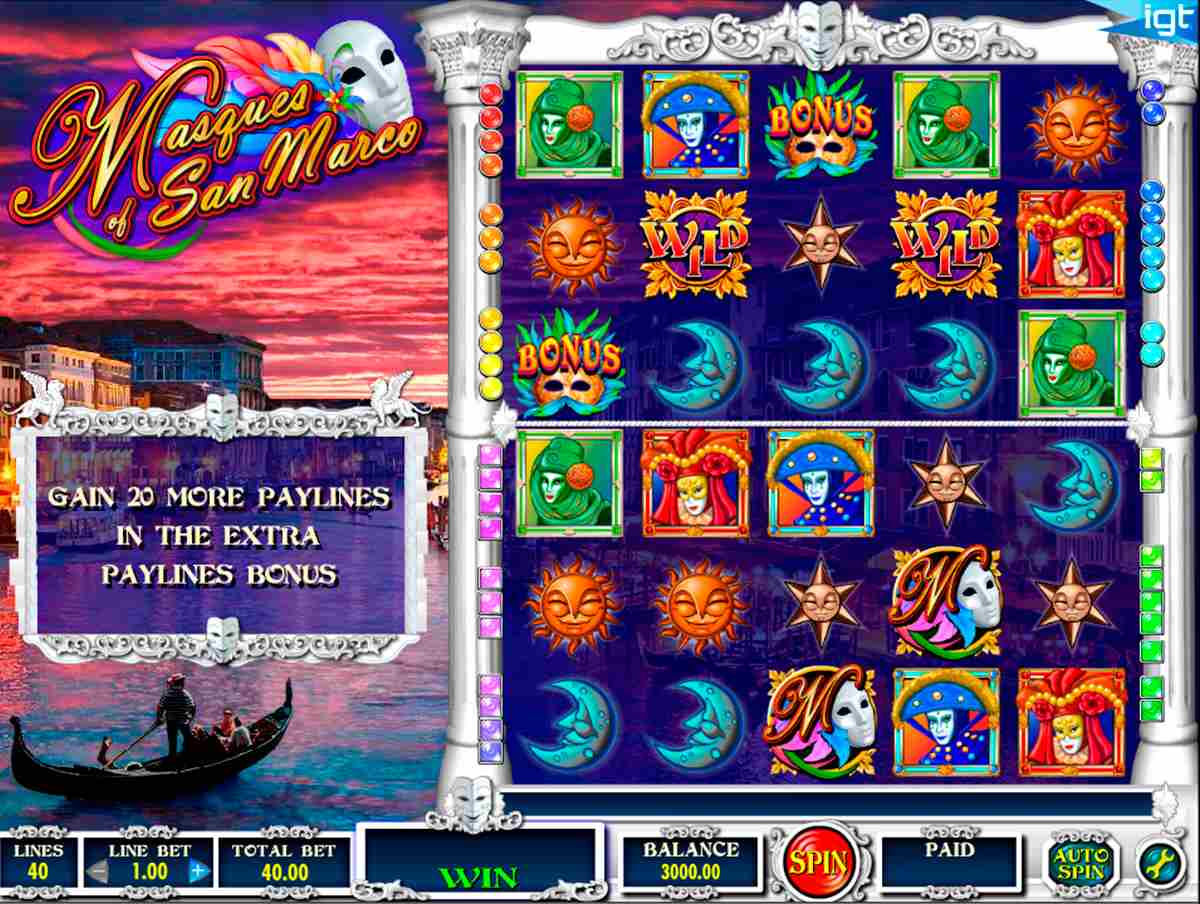 igt
Masques
of San Marco
BONUS
WILD
WILD
BONUS
GAIN 20 MORE PAYLINES
IN THE EXTRA
PAYLINES BONUS
M
M
LINES
40
LINE BET
- 1.00 +
TOTAL BET
40.00
WIN
BALANCE
3000.00
SPIN
PAID
AUTO
SPIN